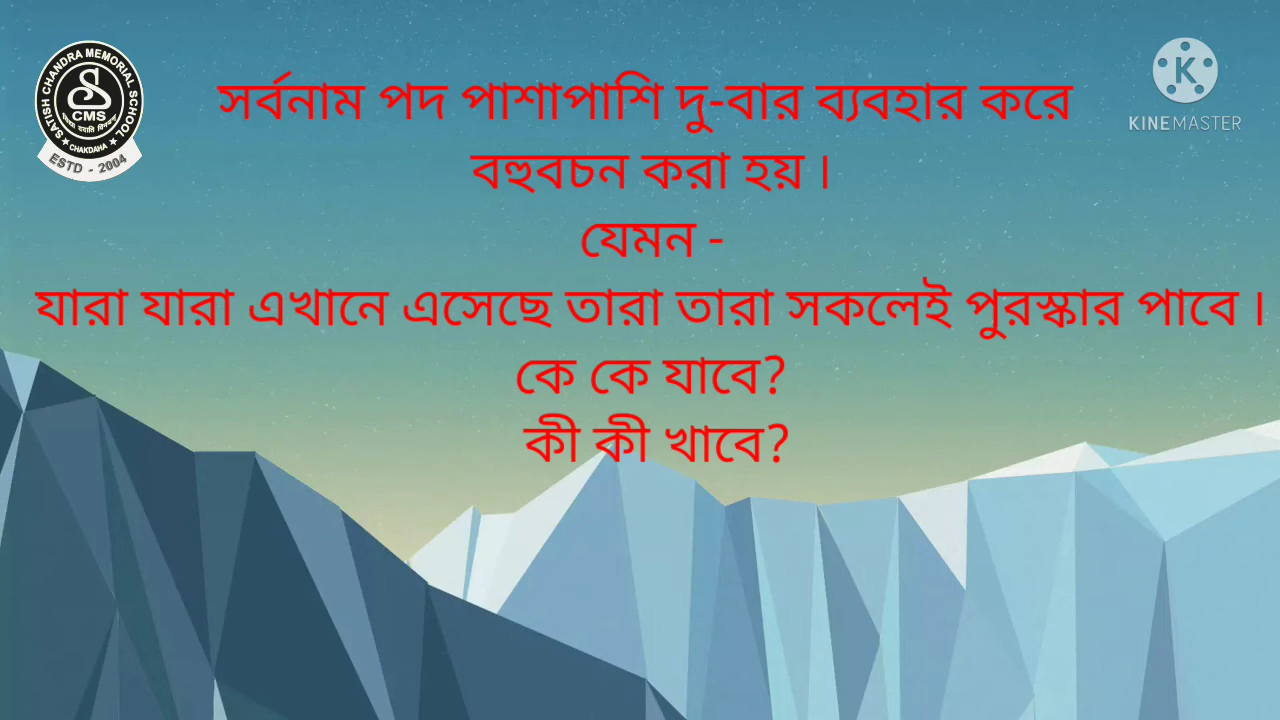 SATISH CHANDRA MEMORIAL SCHOOL
CMS
CHAKDAHA
ESTD - 2004
KINEMASTER
সর্বনাম পদ পাশাপাশি দু-বার ব্যবহার করে
বহুবচন করা হয় ।
যেমন -
যারা যারা এখানে এসেছে তারা তারা সকলেই পুরস্কার পাবে ।
কে কে যাবে?
কী কী খাবে?